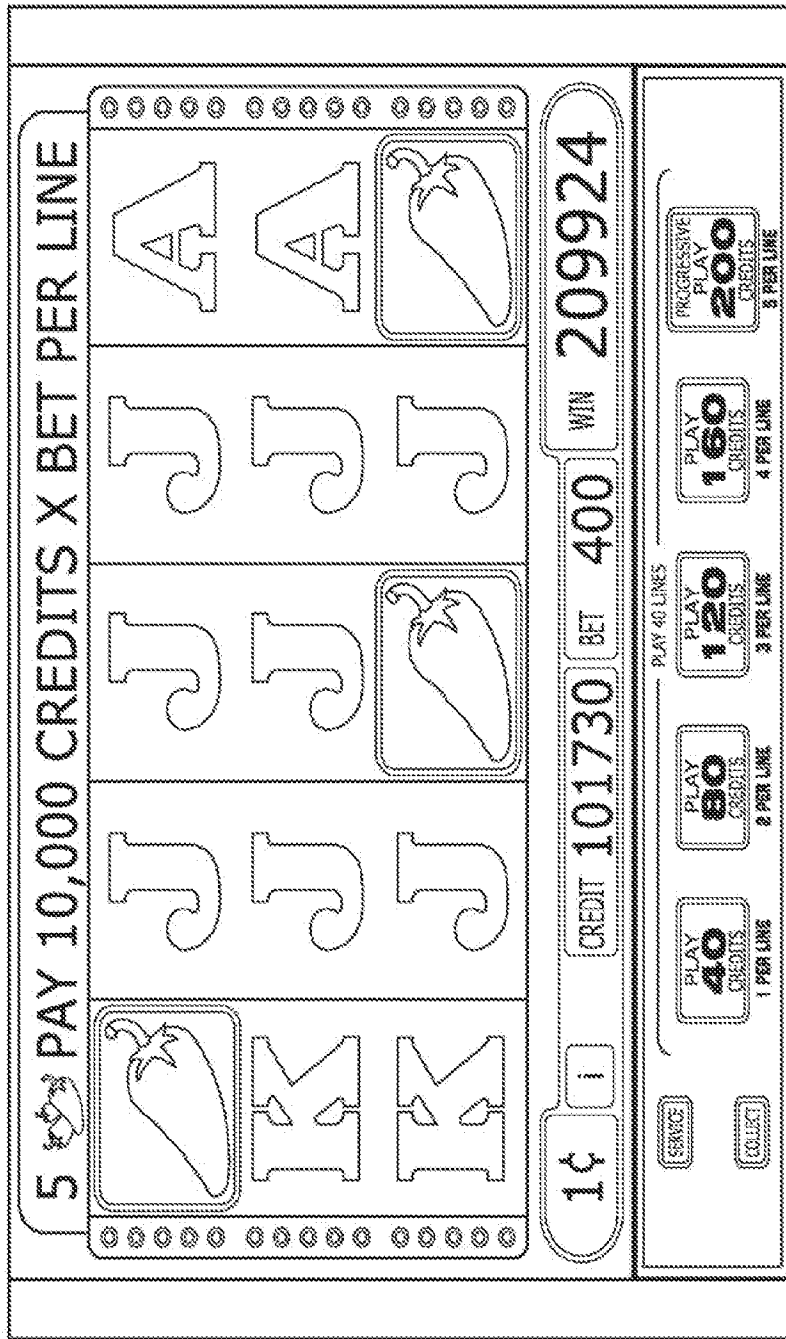 5 PAY 10,000 CREDITS X BET PER LINE
J J J A
K J J J A
K J J
1¢ i CREDIT 101730 BET 400 WIN 209924
PLAY 40 LINES
SERVICE
COLLECT
PLAY
40
CREDITS
1 PER LINE
PLAY
80
CREDITS
2 PER LINE
PLAY
120
CREDITS
3 PER LINE
PLAY
160
CREDITS
4 PER LINE
PROGRESSIVE
PLAY
200
CREDITS
5 PER LINE